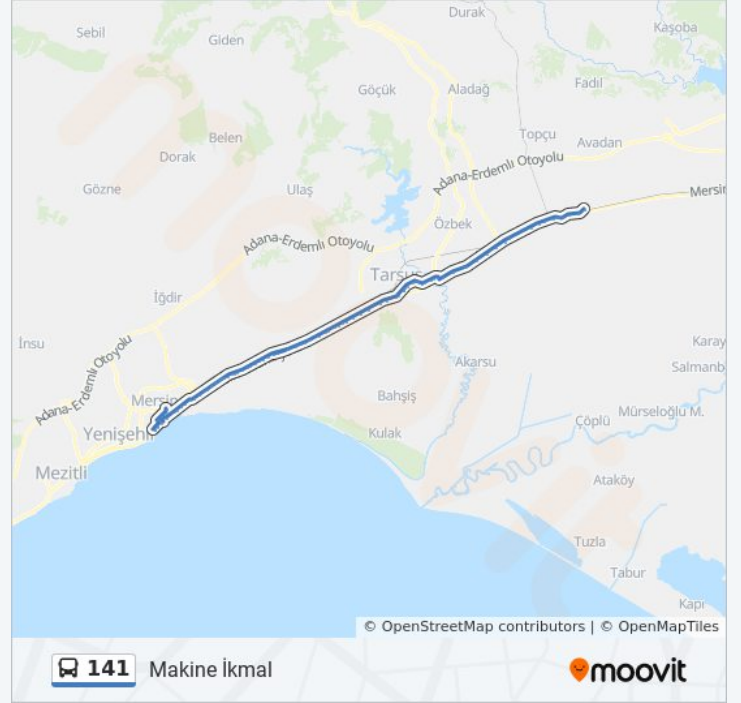 Durak
Kaşoba
Sebil
Giden
Fadıl
Göçük
Aladağ
Topçu
Belen
Avadan
Dorak
Adana-Erdemli Otoyolu
Gözne
Ulaş
Mersin
Özbek
Adana-Erdemli Otoyolu
Tarsus
İğdir
İnsu
Karay
Adana-Erdemli Otoyolu
Akarsu
Salmanb
Mersin
Bahşiş
Mürseloğlu M.
Çöplü
Yenişehir
Kulak
Mezitli
Ataköy
Tuzla
Tabur
Kapı
© OpenStreetMap contributors | © OpenMapTiles
141 Makine İkmal
moovit